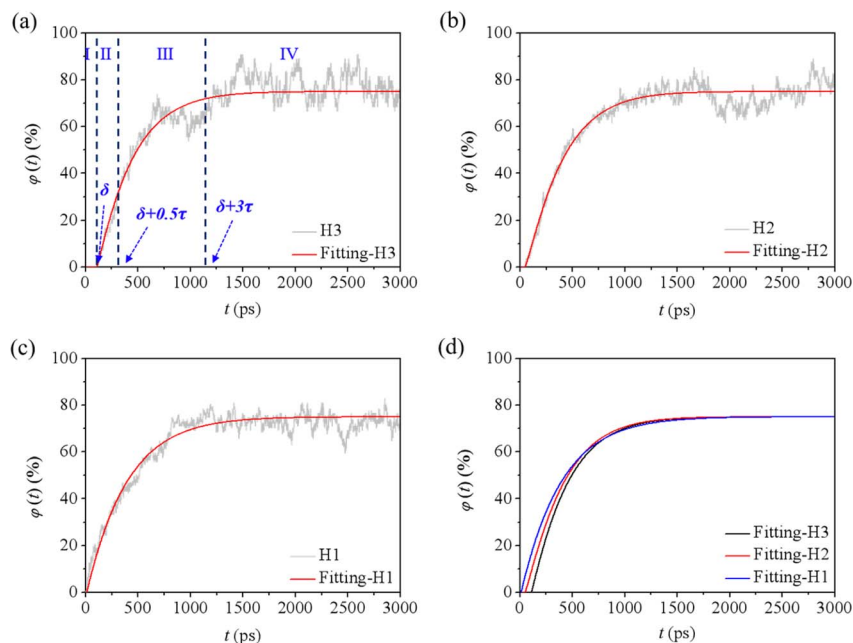 (a)
100
80
60
40
20
0
φ (t) (%)
I
II
III
IV
δ
δ+0.5τ
δ+3τ
H3
Fitting-H3
0 500 1000 1500 2000 2500 3000
t (ps)
(b)
100
80
60
40
20
0
φ (t) (%)
H2
Fitting-H2
0 500 1000 1500 2000 2500 3000
t (ps)
(c)
100
80
60
40
20
0
φ (t) (%)
H1
Fitting-H1
0 500 1000 1500 2000 2500 3000
t (ps)
(d)
100
80
60
40
20
0
φ (t) (%)
Fitting-H3
Fitting-H2
Fitting-H1
0 500 1000 1500 2000 2500 3000
t (ps)